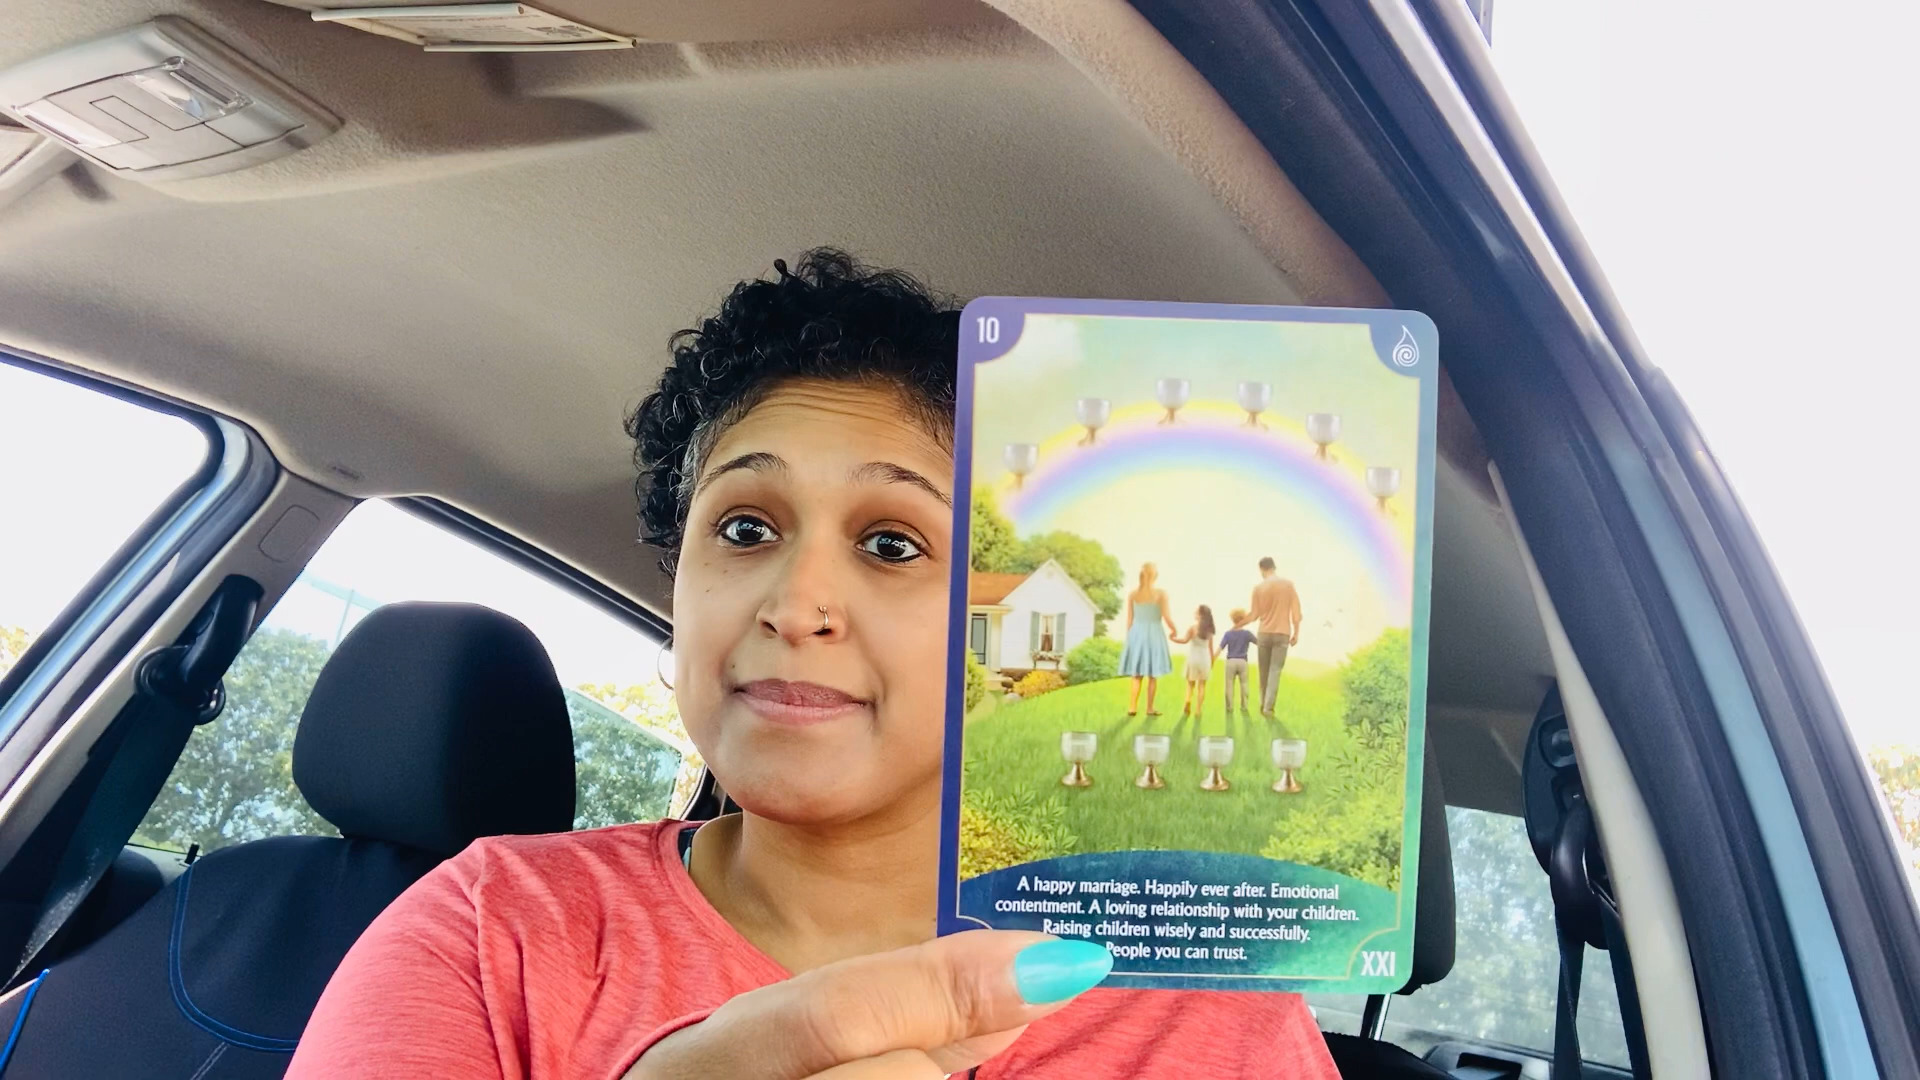 10
A happy marriage. Happily ever after. Emotional
contentment. A loving relationship with your children.
Raising children wisely and successfully.
People you can trust.
XXI